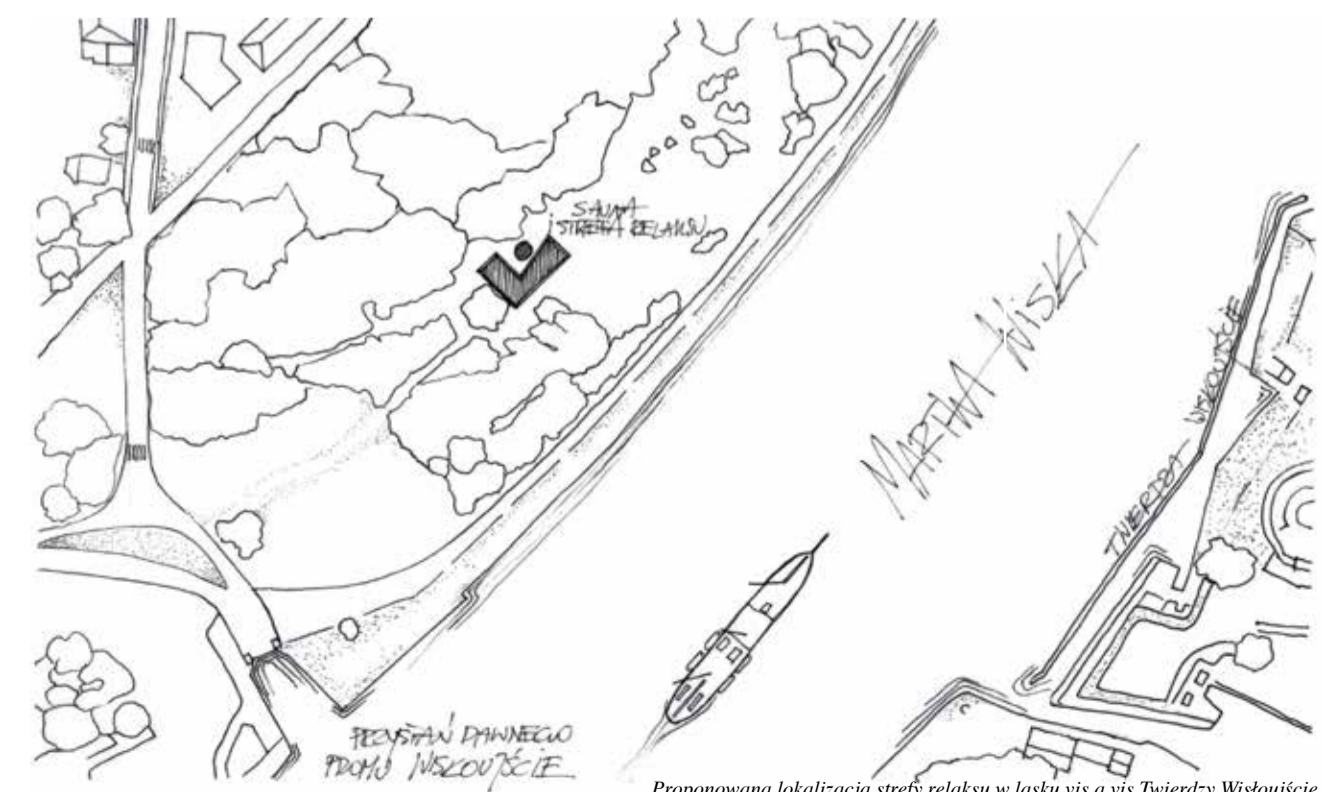 SAUNA
STREFA RELAKSU
MARTWA WISŁA
TWIERDZA WISŁOUJŚCIE
PRZYSTAŃ DAWNEGO
PROMU WISŁOUJŚCIE
Proponowana lokalizacja strefy relaksu w lasku vis a vis Twierdzy Wisłoujście